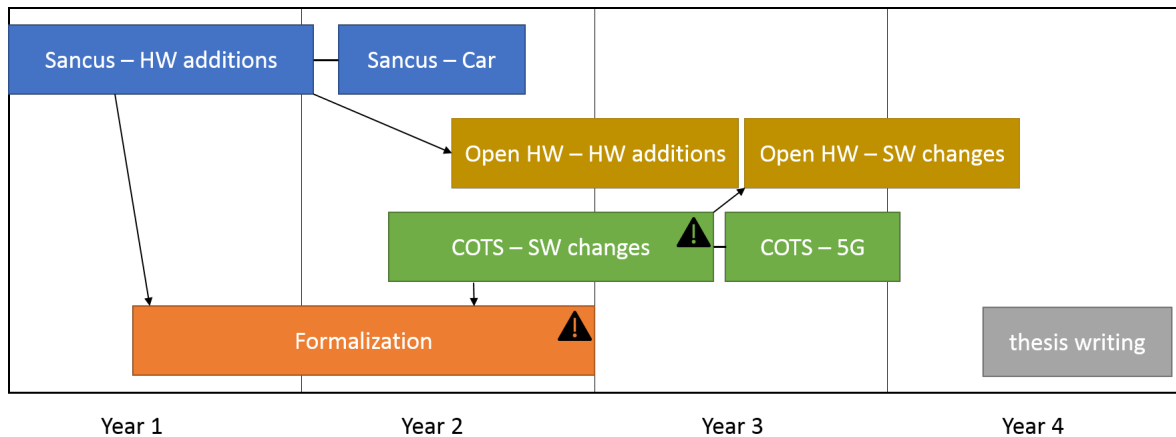 Sancus – HW additions
Sancus – Car
Open HW – HW additions
Open HW – SW changes
COTS – SW changes
COTS – 5G
Formalization
thesis writing
Year 1
Year 2
Year 3
Year 4